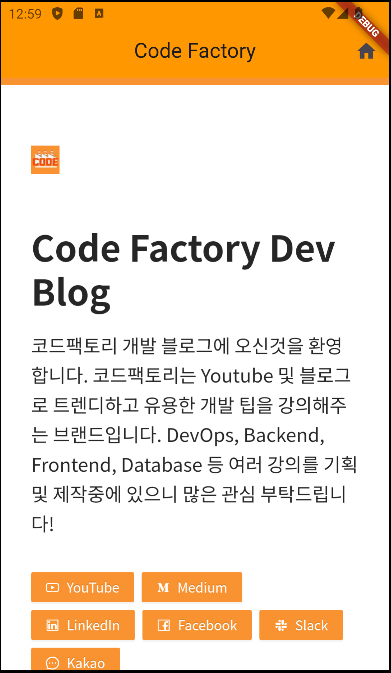 12:59
DEBUG
Code Factory
CODE
Code Factory Dev
Blog
코드팩토리 개발 블로그에 오신것을 환영
합니다. 코드팩토리는 Youtube 및 블로그
로 트렌디하고 유용한 개발 팁을 강의해주
는 브랜드입니다. DevOps, Backend,
Frontend, Database 등 여러 강의를 기획
및 제작중에 있으니 많은 관심 부탁드립니
다!
YouTube Medium
LinkedIn Facebook Slack
Kakao